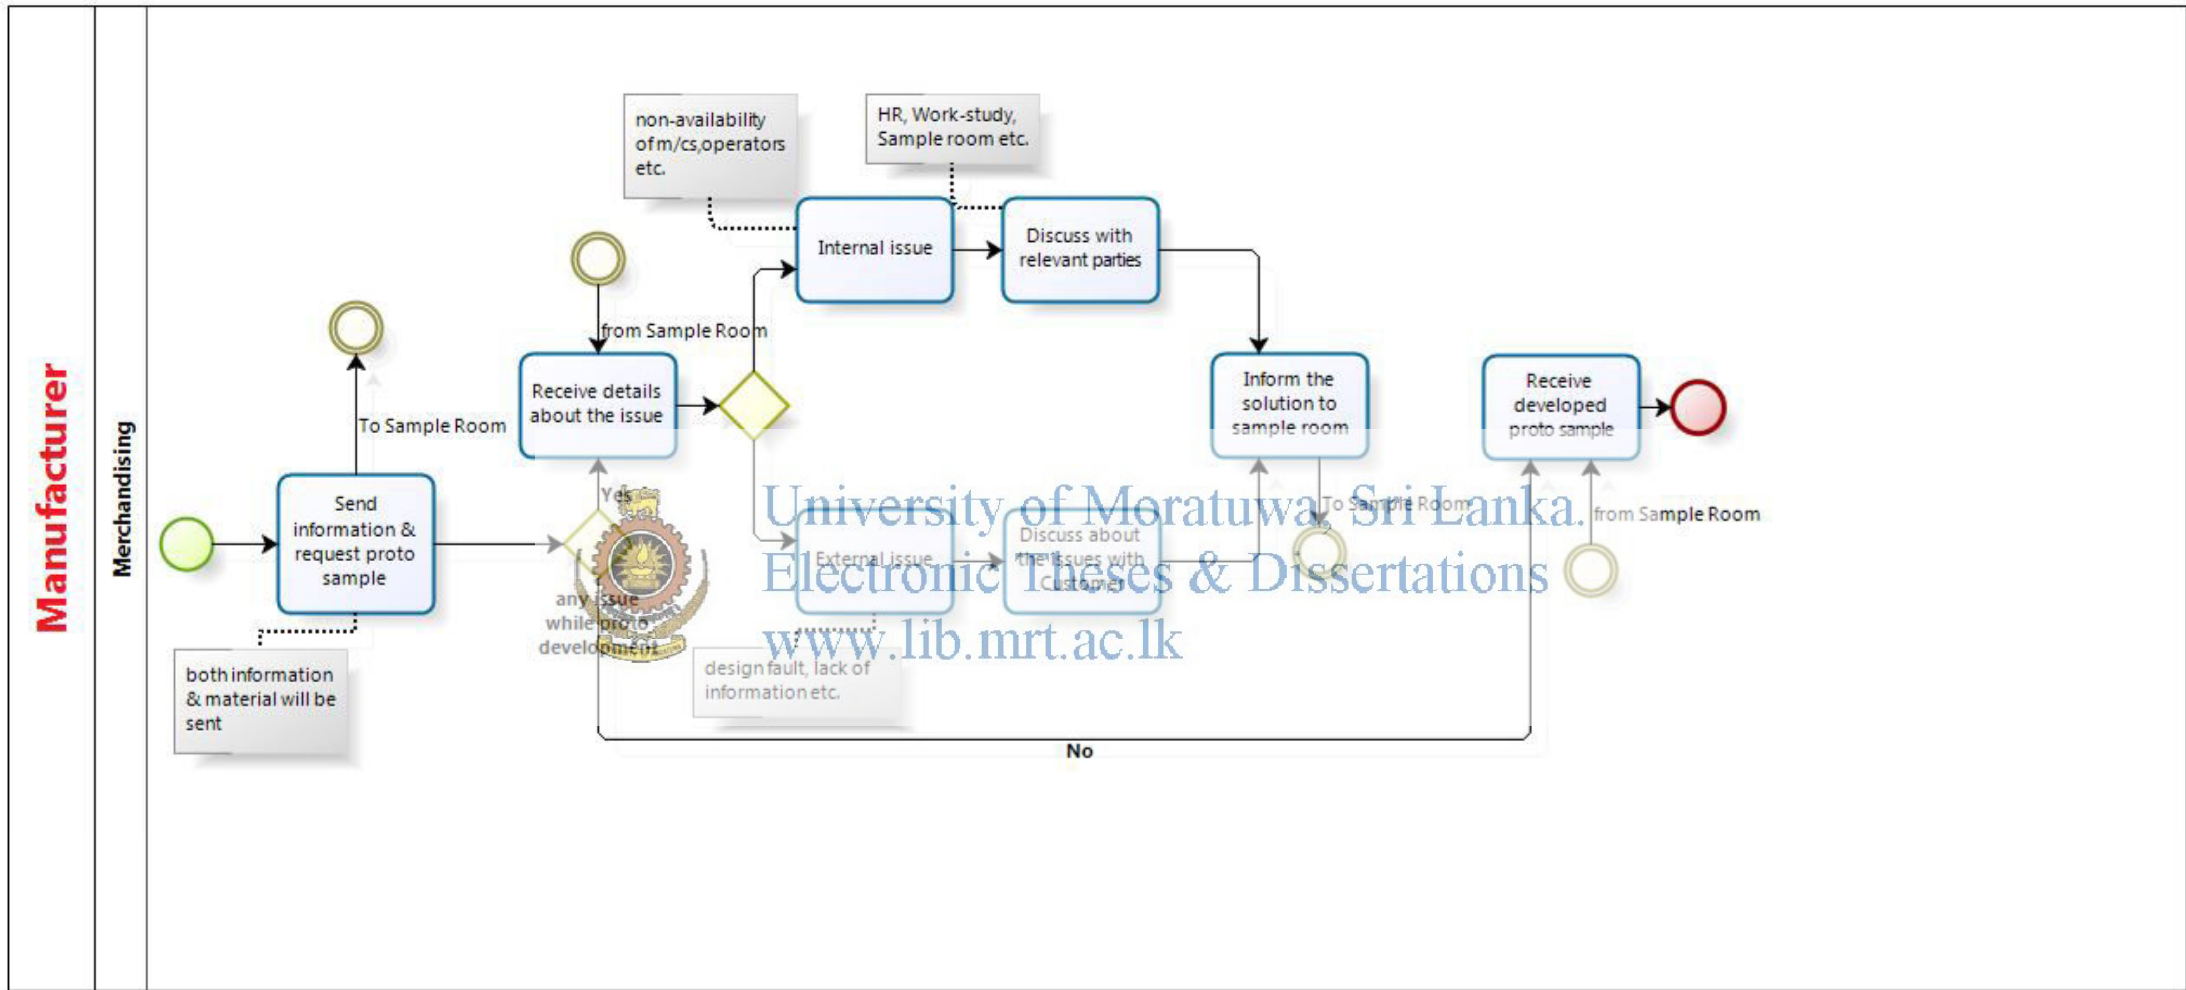 Manufacturer
Merchandising
non-availability
of m/cs,operators
etc.
HR, Work-study,
Sample room etc.
Internal issue
Discuss with
relevant parties
from Sample Room
To Sample Room
Receive details
about the issue
Inform the
solution to
sample room
Receive
developed
proto sample
Send
information &
request proto
sample
Yes
any issue
while proto
development
External issue
Discuss about
the issues with
Customer
To Sample Room
from Sample Room
University of Moratuwa, Sri Lanka.
Electronic Theses & Dissertations
www.lib.mrt.ac.lk
both information
& material will be
sent
design fault, lack of
information etc.
No